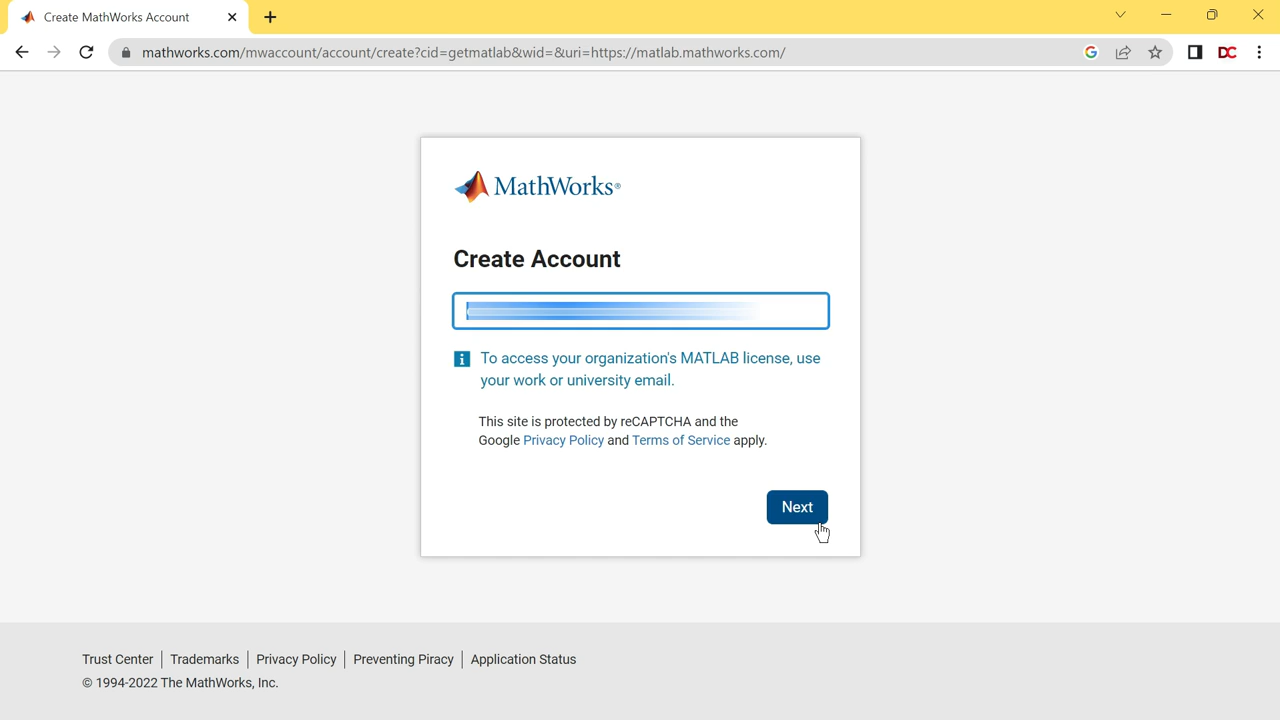 Create MathWorks Account
mathworks.com/mwaccount/account/create?cid=getmatlab&wid=&uri=https://matlab.mathworks.com/
DC
MathWorks®
Create Account
To access your organization's MATLAB license, use
your work or university email.
This site is protected by reCAPTCHA and the
Google Privacy Policy and Terms of Service apply.
Next
Trust Center | Trademarks | Privacy Policy | Preventing Piracy | Application Status
© 1994-2022 The MathWorks, Inc.